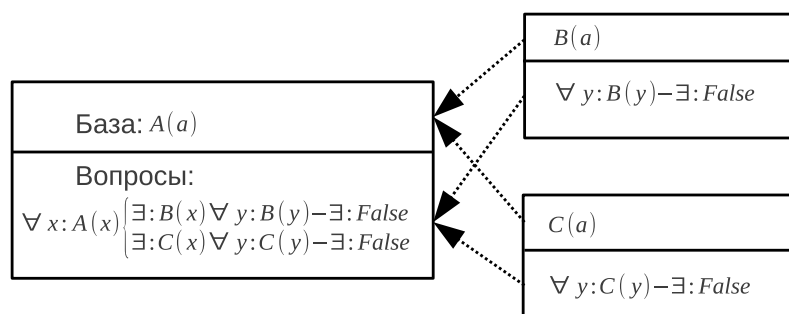 База: A(a)
Вопросы:
∀ x: A(x) { ∃: B(x) ∀ y: B(y) − ∃: False
∃: C(x) ∀ y: C(y) − ∃: False
B(a)
∀ y: B(y) − ∃: False
C(a)
∀ y: C(y) − ∃: False